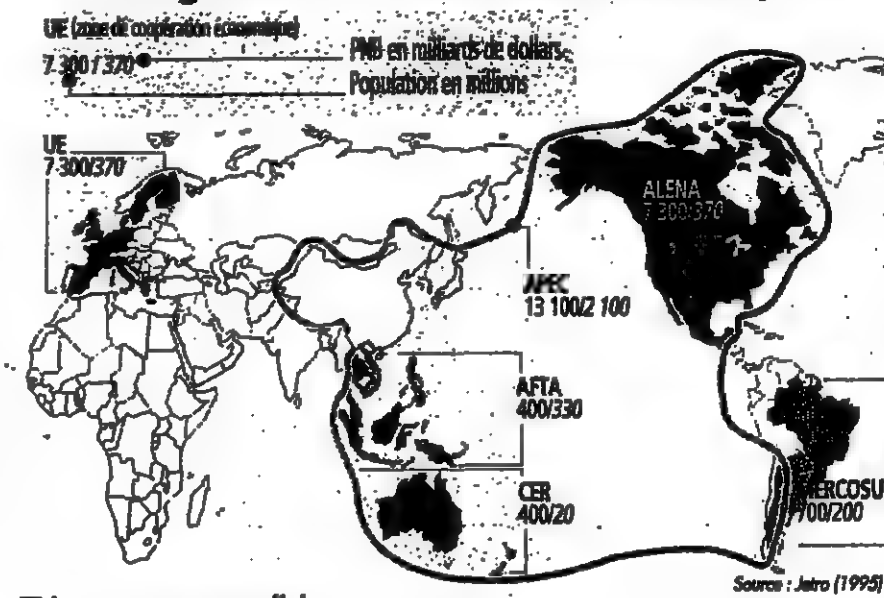 UE (zone de coopération économique)
7 300 / 370
PNB en milliards de dollars
Population en millions
UE
7 300/370
ALENA
7 300/370
APEC
13 100/2 100
AFTA
400/330
CER
400/20
MERCOSU
700/200
Source : Jetro (1995)